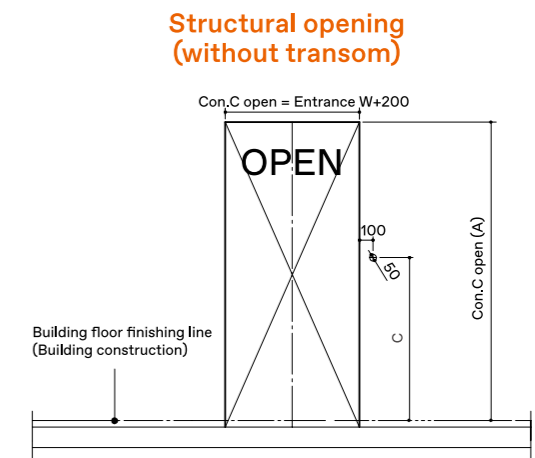 Structural opening
(without transom)
Con.C open = Entrance W+200
OPEN
100
50
C
Con.C open (A)
Building floor finishing line
(Building construction)